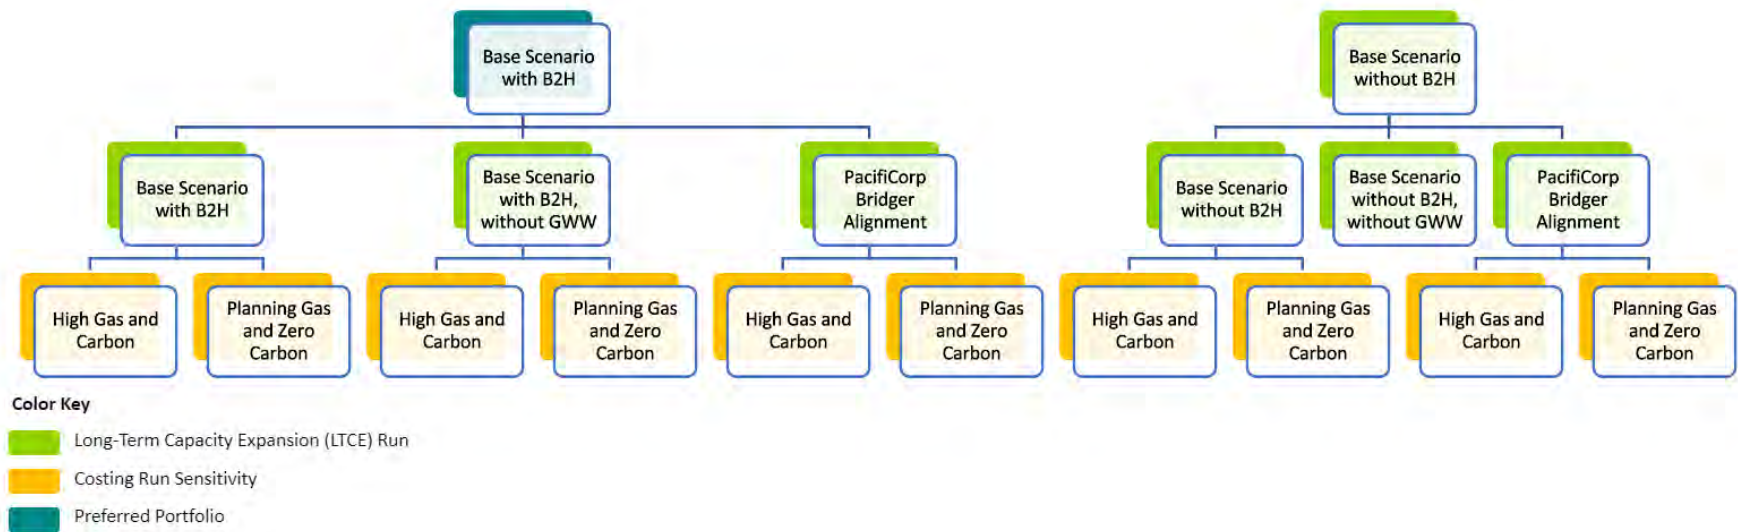 Base Scenario
with B2H
Base Scenario
without B2H
Base Scenario
with B2H
Base Scenario
with B2H,
without GWW
PacifiCorp
Bridger
Alignment
Base Scenario
without B2H
Base Scenario
without B2H,
without GWW
PacifiCorp
Bridger
Alignment
High Gas and
Carbon
Planning Gas
and Zero
Carbon
High Gas and
Carbon
Planning Gas
and Zero
Carbon
High Gas and
Carbon
Planning Gas
and Zero
Carbon
High Gas and
Carbon
Planning Gas
and Zero
Carbon
High Gas and
Carbon
Planning Gas
and Zero
Carbon
Color Key
Long-Term Capacity Expansion (LTCE) Run
Costing Run Sensitivity
Preferred Portfolio